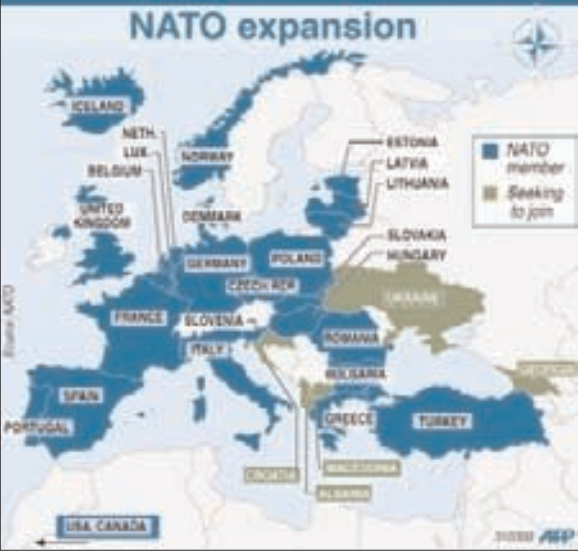 NATO expansion
ICELAND
NETH.
LUX.
BELGIUM
NORWAY
ESTONIA
LATVIA
LITHUANIA
NATO
member
Seeking
to join
DENMARK
UNITED
KINGDOM
SLOVAKIA
HUNGARY
GERMANY
POLAND
CZECH REP.
UKRAINE
FRANCE
SLOVENIA
ROMANIA
ITALY
BULGARIA
GEORGIA
SPAIN
PORTUGAL
GREECE
TURKEY
CROATIA
MACEDONIA
ALBANIA
USA, CANADA
Source: NATO
AFP